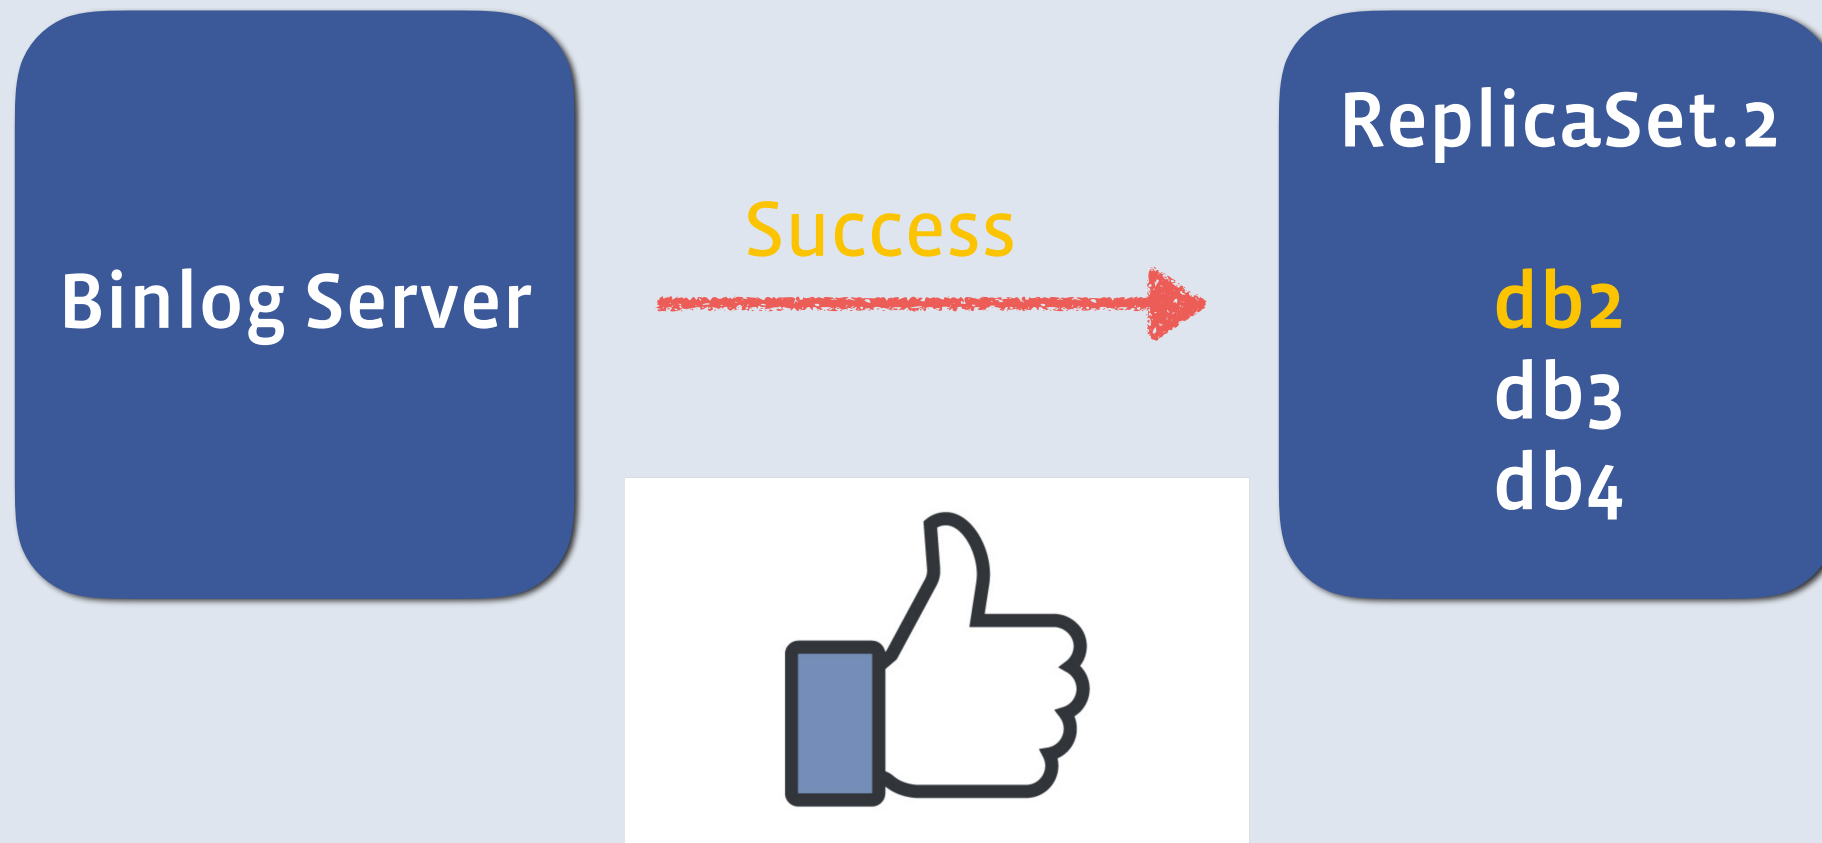 Binlog Server
Success
ReplicaSet.2
db2
db3
db4